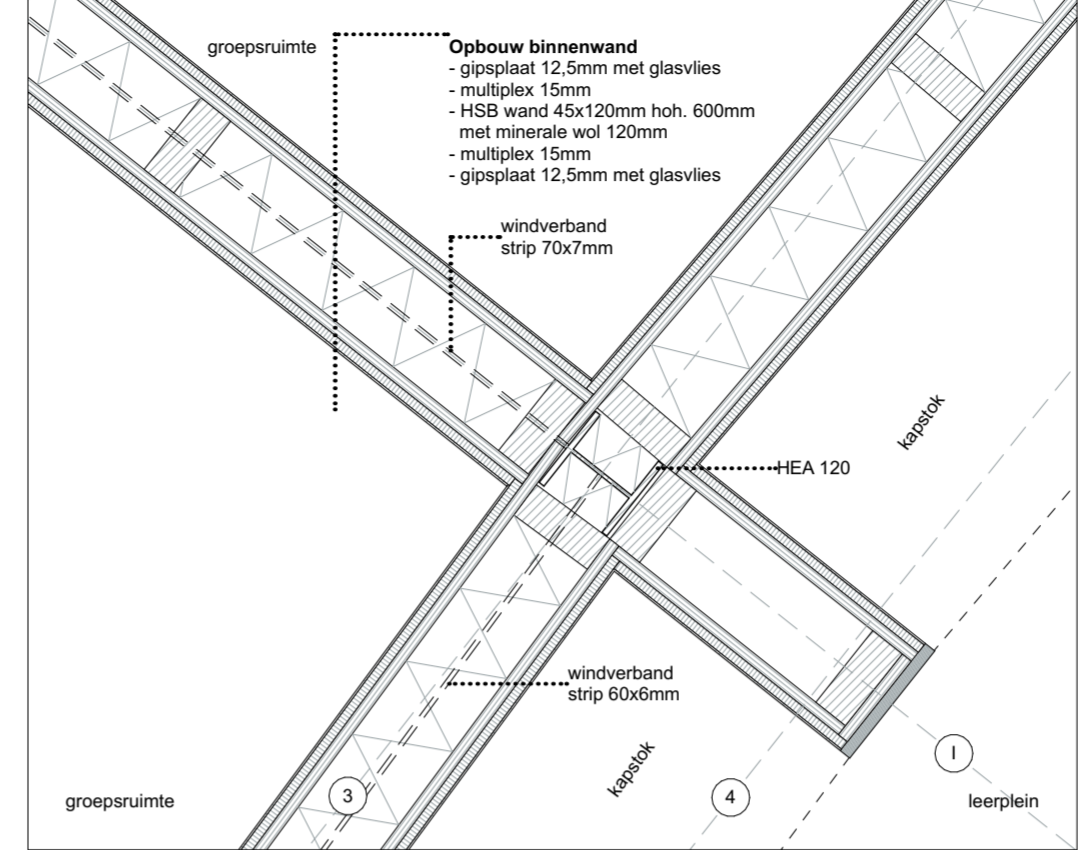 groepsruimte
Opbouw binnenwand
- gipsplaat 12,5mm met glasvlies
- multiplex 15mm
- HSB wand 45x120mm hoh. 600mm
met minerale wol 120mm
- multiplex 15mm
- gipsplaat 12,5mm met glasvlies
windverband
strip 70x7mm
kapstok
HEA 120
windverband
strip 60x6mm
kapstok
I
3
4
groepsruimte
leerplein